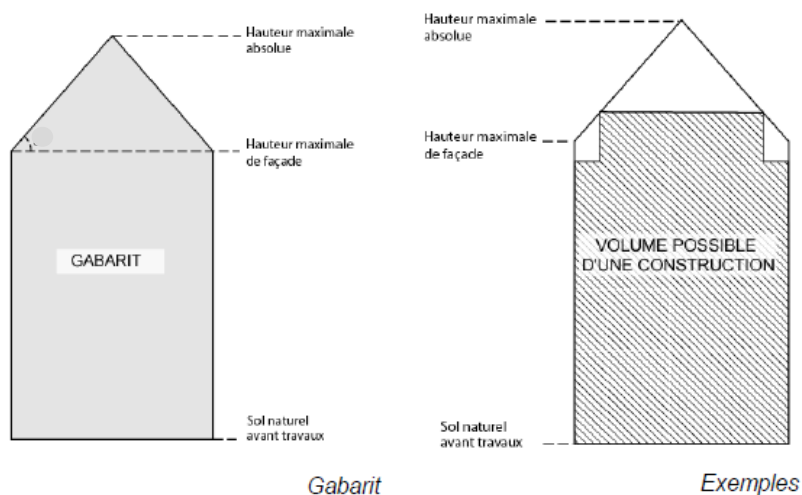 Hauteur maximale
absolue
Hauteur maximale
de façade
GABARIT
Sol naturel
avant travaux
Gabarit
Hauteur maximale
absolue
Hauteur maximale
de façade
VOLUME POSSIBLE
D'UNE CONSTRUCTION
Sol naturel
avant travaux
Exemples